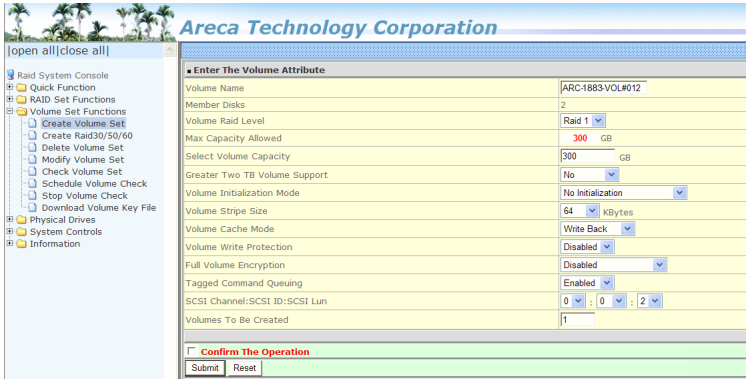 Areca Technology Corporation
|open all|close all|
Raid System Console
Quick Function
RAID Set Functions
Volume Set Functions
Create Volume Set
Create Raid30/50/60
Delete Volume Set
Modify Volume Set
Check Volume Set
Schedule Volume Check
Stop Volume Check
Download Volume Key File
Physical Drives
System Controls
Information
Enter The Volume Attribute
Volume Name ARC-1883-VOL#012
Member Disks 2
Volume Raid Level Raid 1
Max Capacity Allowed 300 GB
Select Volume Capacity 300 GB
Greater Two TB Volume Support No
Volume Initialization Mode No Initialization
Volume Stripe Size 64 KBytes
Volume Cache Mode Write Back
Volume Write Protection Disabled
Full Volume Encryption Disabled
Tagged Command Queuing Enabled
SCSI Channel:SCSI ID:SCSI Lun 0 : 0 : 2
Volumes To Be Created 1
Confirm The Operation
Submit Reset